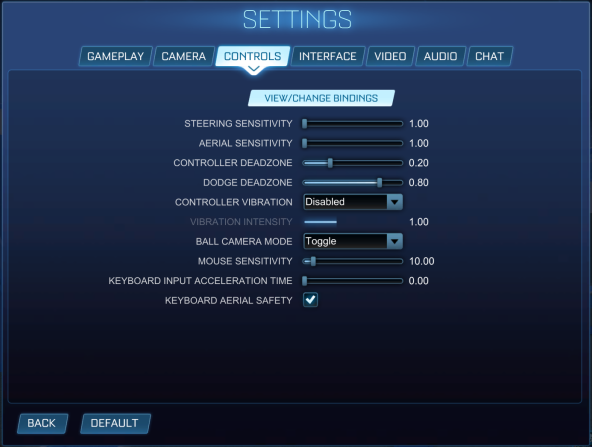 SETTINGS
GAMEPLAY CAMERA CONTROLS INTERFACE VIDEO AUDIO CHAT
VIEW/CHANGE BINDINGS
STEERING SENSITIVITY 1.00
AERIAL SENSITIVITY 1.00
CONTROLLER DEADZONE 0.20
DODGE DEADZONE 0.80
CONTROLLER VIBRATION Disabled
VIBRATION INTENSITY 1.00
BALL CAMERA MODE Toggle
MOUSE SENSITIVITY 10.00
KEYBOARD INPUT ACCELERATION TIME 0.00
KEYBOARD AERIAL SAFETY
BACK DEFAULT